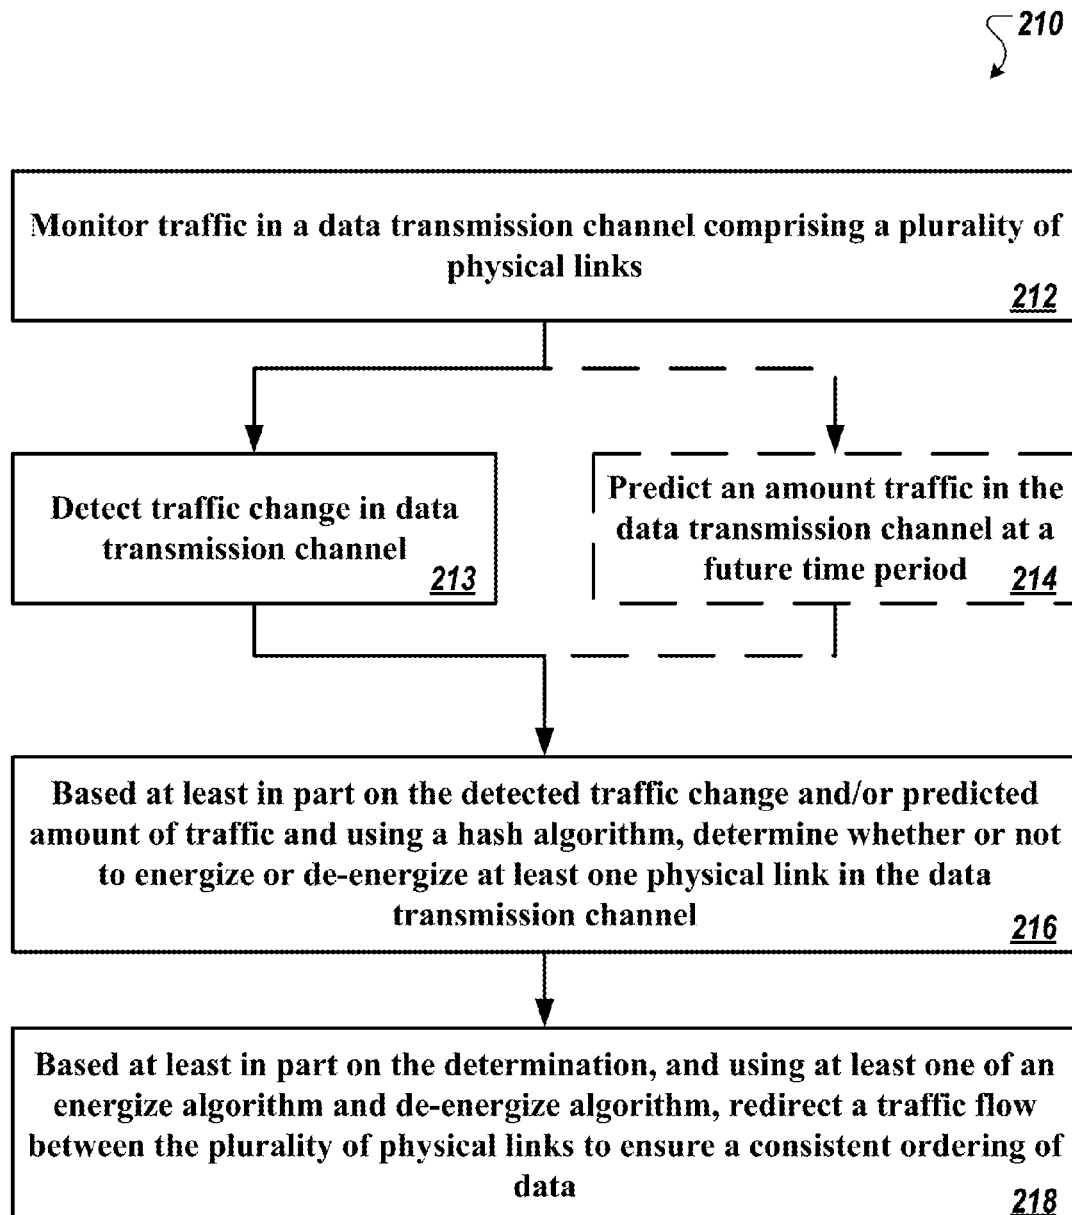 210
Monitor traffic in a data transmission channel comprising a plurality of
physical links
212
Detect traffic change in data
transmission channel
213
Predict an amount traffic in the
data transmission channel at a
future time period
214
Based at least in part on the detected traffic change and/or predicted
amount of traffic and using a hash algorithm, determine whether or not
to energize or de-energize at least one physical link in the data
transmission channel
216
Based at least in part on the determination, and using at least one of an
energize algorithm and de-energize algorithm, redirect a traffic flow
between the plurality of physical links to ensure a consistent ordering of
data
218